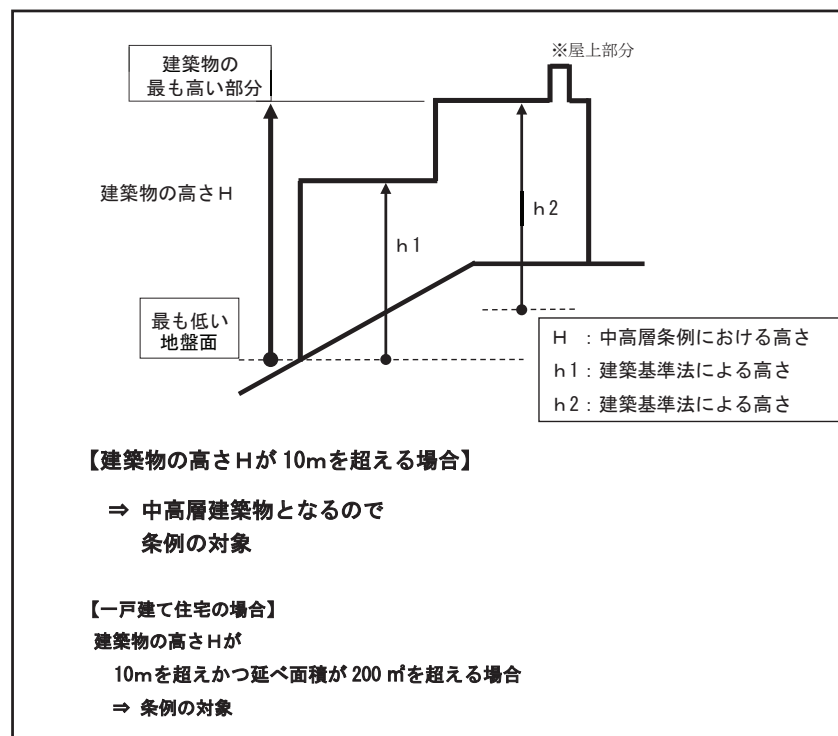 ※屋上部分
建築物の
最も高い部分
建築物の高さH
h1
h2
最も低い
地盤面
H :中高層条例における高さ
h1:建築基準法による高さ
h2:建築基準法による高さ
【建築物の高さHが10mを超える場合】
⇒ 中高層建築物となるので
条例の対象
【一戸建て住宅の場合】
建築物の高さHが
10mを超えかつ延べ面積が200㎡を超える場合
⇒ 条例の対象